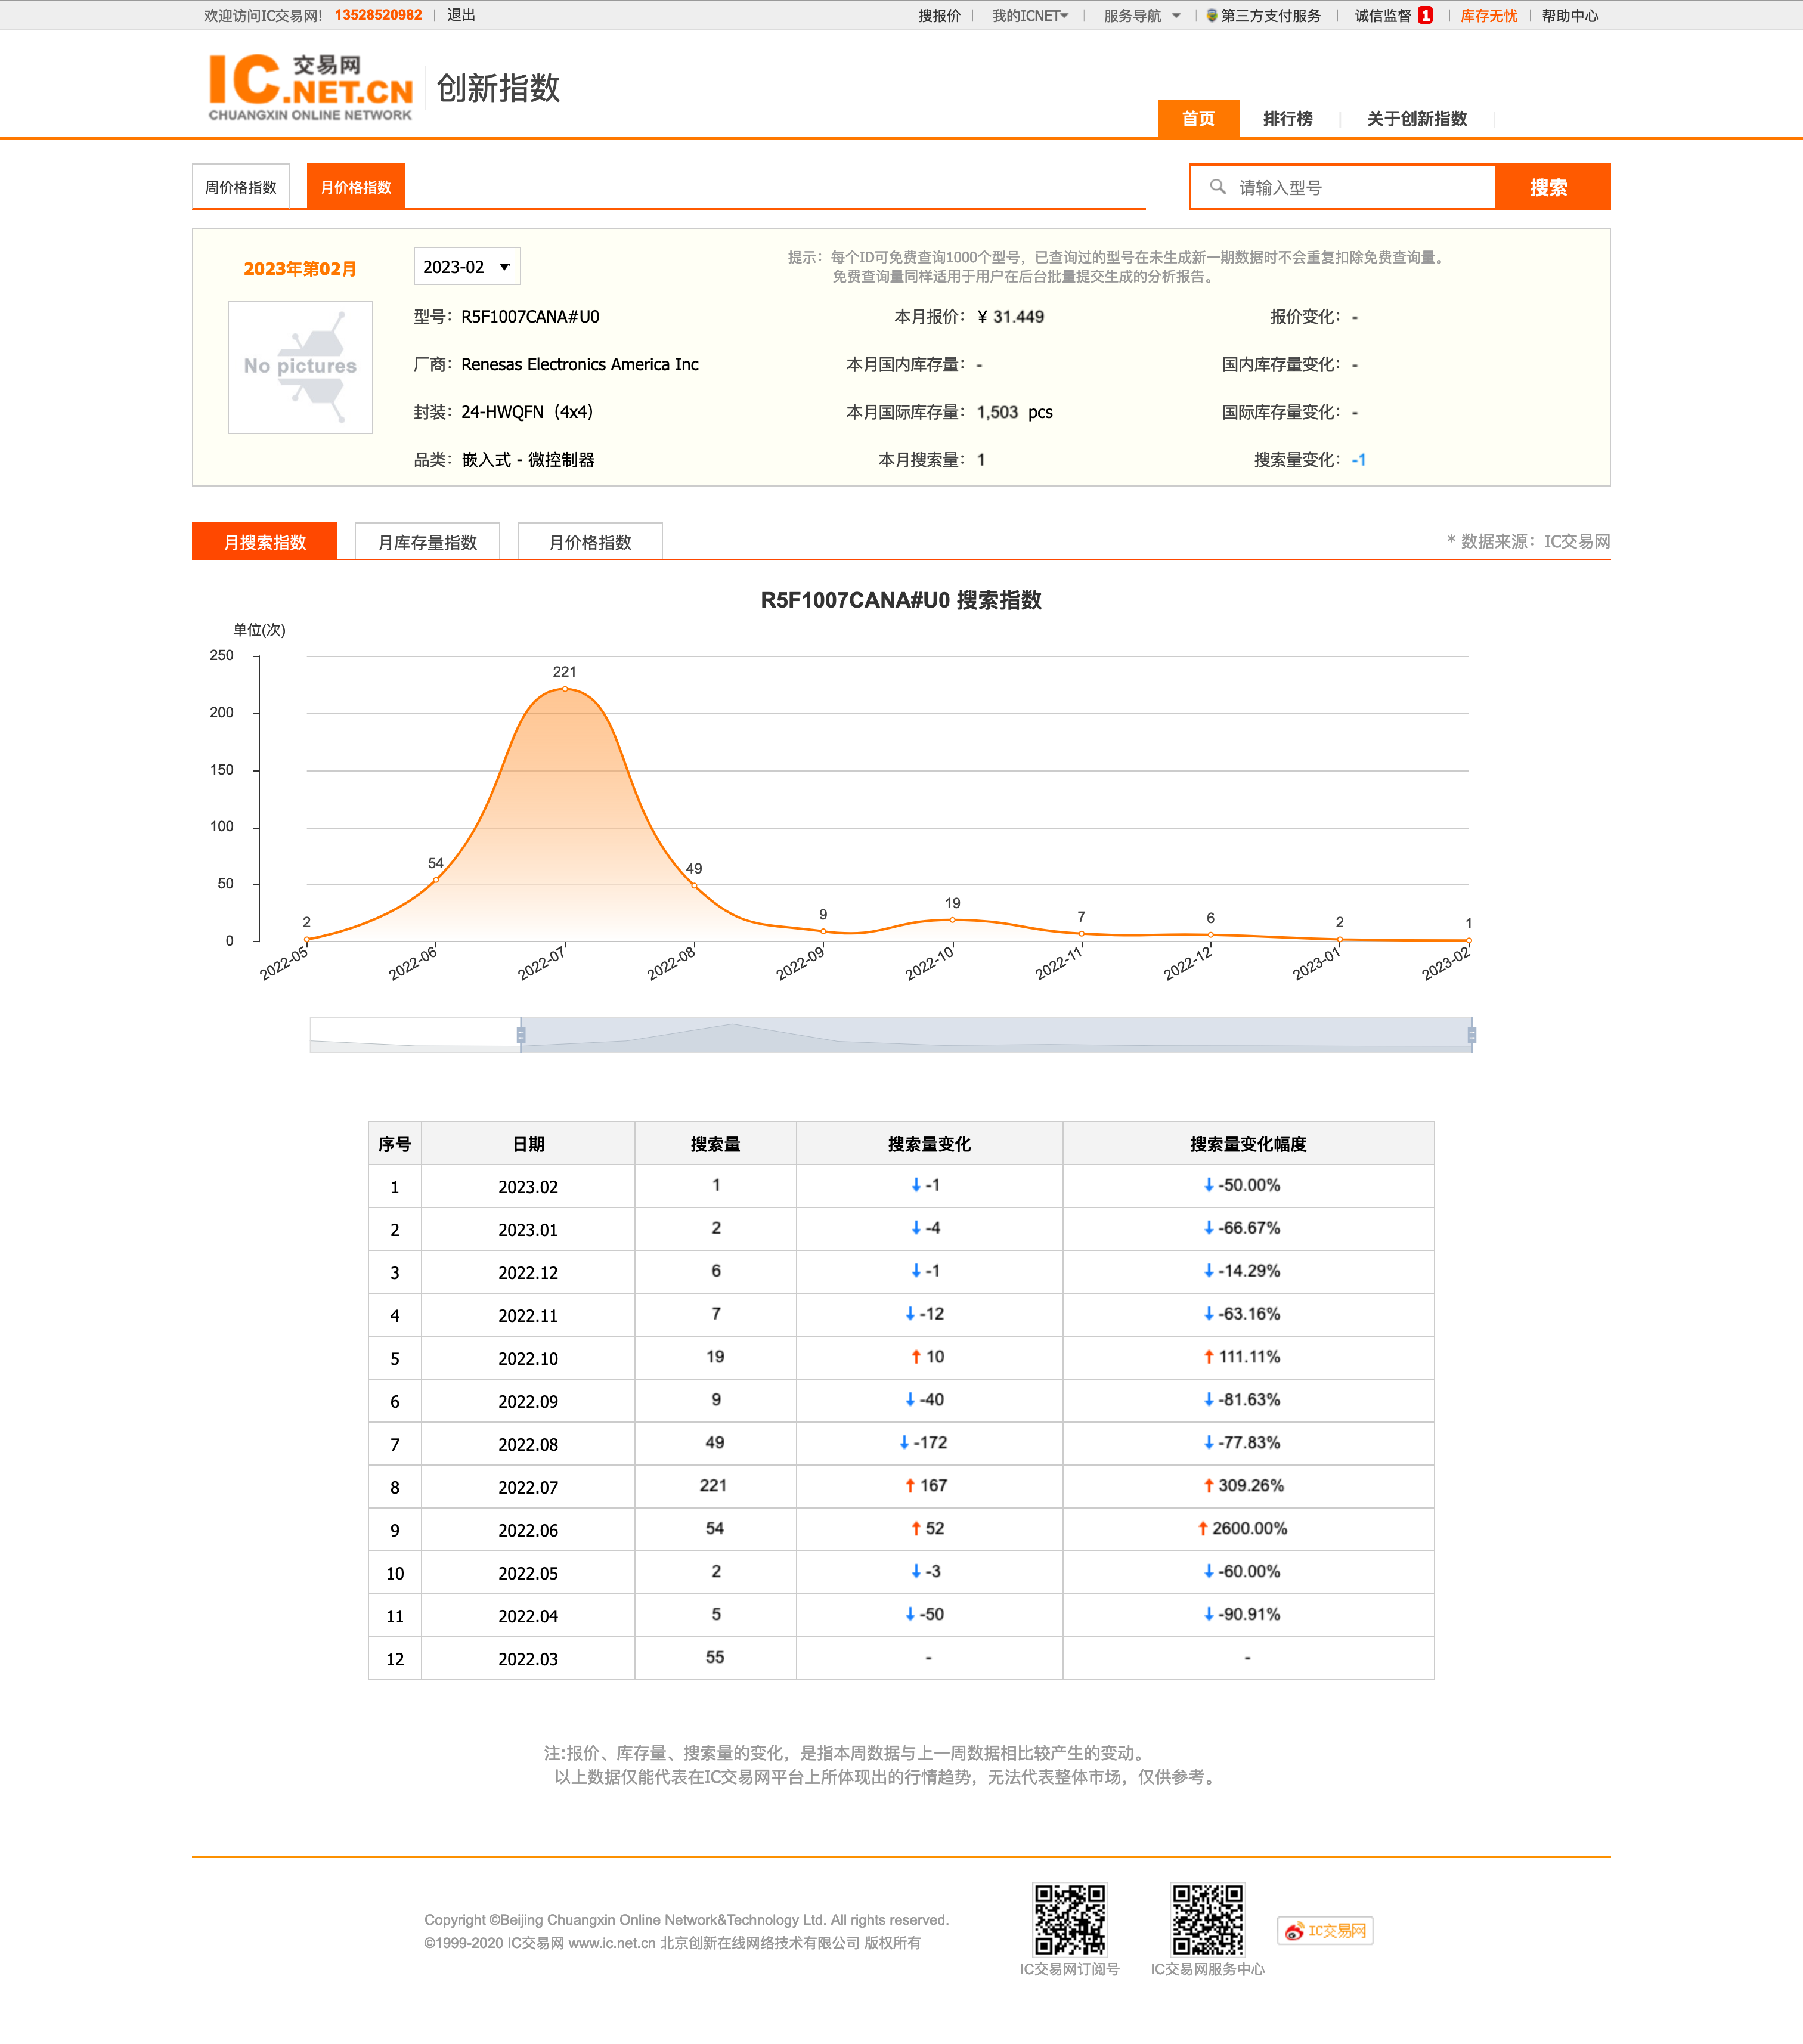 欢迎访问IC交易网! 13528520982 | 退出 搜报价 | 我的ICNET | 服务导航 | 第三方支付服务 | 诚信监督 1 | 库存无忧 | 帮助中心
IC交易网.NET.CN
CHUANGXIN ONLINE NETWORK
创新指数
首页 排行榜 关于创新指数
周价格指数 月价格指数 请输入型号 搜索
2023年第02月 2023-02
提示：每个ID可免费查询1000个型号，已查询过的型号在未生成新一期数据时不会重复扣除免费查询量。
免费查询量同样适用于用户在后台批量提交生成的分析报告。
No pictures
型号：R5F1007CANA#U0 本月报价：¥ 31.449 报价变化：-
厂商：Renesas Electronics America Inc 本月国内库存量：- 国内库存量变化：-
封装：24-HWQFN（4x4） 本月国际库存量：1,503 pcs 国际库存量变化：-
品类：嵌入式 - 微控制器 本月搜索量：1 搜索量变化：-1
月搜索指数 月库存量指数 月价格指数 * 数据来源：IC交易网
R5F1007CANA#U0 搜索指数
单位(次)
250
200
150
100
50
0
2 54 221 49 9 19 7 6 2 1
2022-05 2022-06 2022-07 2022-08 2022-09 2022-10 2022-11 2022-12 2023-01 2023-02
序号 日期 搜索量 搜索量变化 搜索量变化幅度
1 2023.02 1 ↓ -1 ↓ -50.00%
2 2023.01 2 ↓ -4 ↓ -66.67%
3 2022.12 6 ↓ -1 ↓ -14.29%
4 2022.11 7 ↓ -12 ↓ -63.16%
5 2022.10 19 ↑ 10 ↑ 111.11%
6 2022.09 9 ↓ -40 ↓ -81.63%
7 2022.08 49 ↓ -172 ↓ -77.83%
8 2022.07 221 ↑ 167 ↑ 309.26%
9 2022.06 54 ↑ 52 ↑ 2600.00%
10 2022.05 2 ↓ -3 ↓ -60.00%
11 2022.04 5 ↓ -50 ↓ -90.91%
12 2022.03 55 - -
注:报价、库存量、搜索量的变化，是指本周数据与上一周数据相比较产生的变动。
以上数据仅能代表在IC交易网平台上所体现出的行情趋势，无法代表整体市场，仅供参考。
Copyright ©Beijing Chuangxin Online Network&Technology Ltd. All rights reserved.
©1999-2020 IC交易网 www.ic.net.cn 北京创新在线网络技术有限公司 版权所有
IC交易网订阅号 IC交易网服务中心 IC交易网